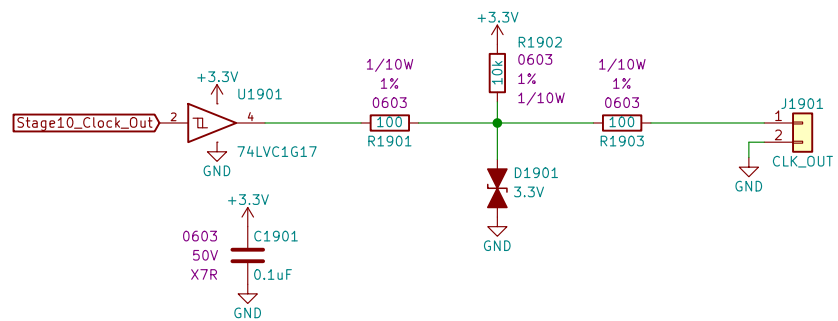 +3.3V
R1902
0603
1%
1/10W
10k
1/10W
1%
0603
100
R1901
1/10W
1%
0603
100
R1903
+3.3V
U1901
Stage10_Clock_Out
2
4
74LVC1G17
GND
J1901
1
2
CLK_OUT
GND
D1901
3.3V
GND
+3.3V
0603
50V
X7R
C1901
0.1uF
GND